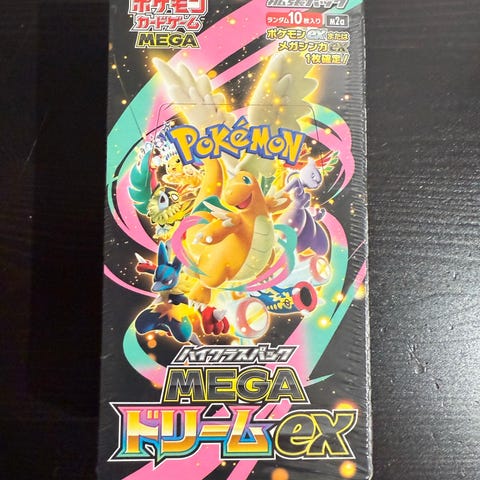 ポケモン
カードゲーム
MEGA
ランダム10枚入り M2a
ポケモンexまたは
メガシンカex
1枚確定!
POKéMON
ハイクラスパック
MEGA
ドリームex